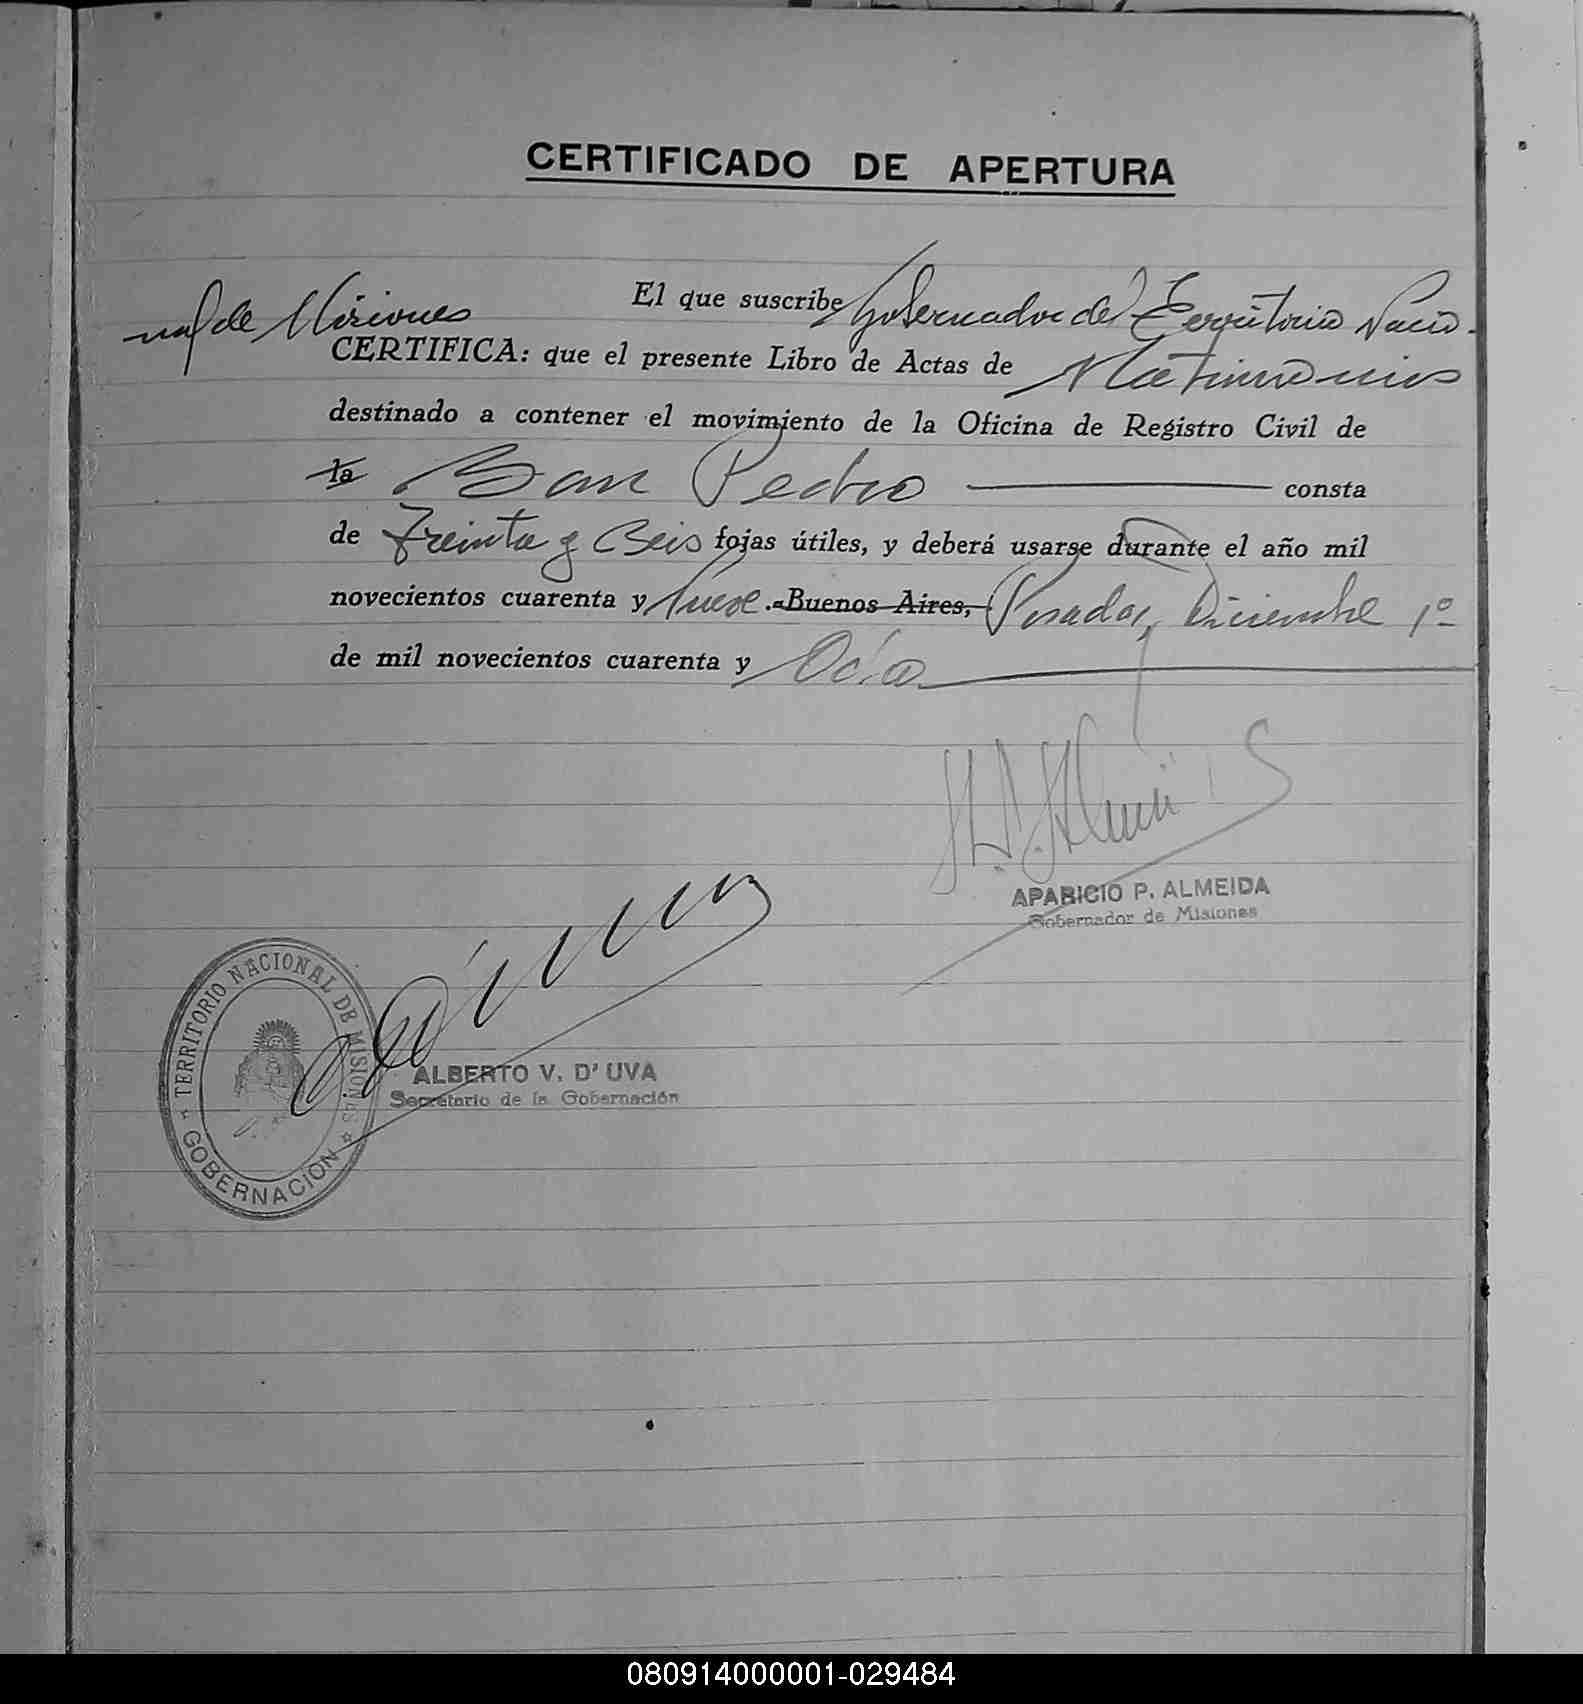 CERTIFICADO DE APERTURA
El que suscribe Gobernador del Territorio Nacio-
nal de Misiones
CERTIFICA: que el presente Libro de Actas de Matrimonios
destinado a contener el movimiento de la Oficina de Registro Civil de
la San Pedro consta
de Treinta y Seis fojas útiles, y deberá usarse durante el año mil
novecientos cuarenta y nueve.-Buenos Aires, Posadas, Diciembre 1º
de mil novecientos cuarenta y Ocho
APARICIO P. ALMEIDA
Gobernador de Misiones
TERRITORIO NACIONAL DE MISIONES
GOBERNACIÓN
ALBERTO V. D' UVA
Secretario de la Gobernación
080914000001-029484